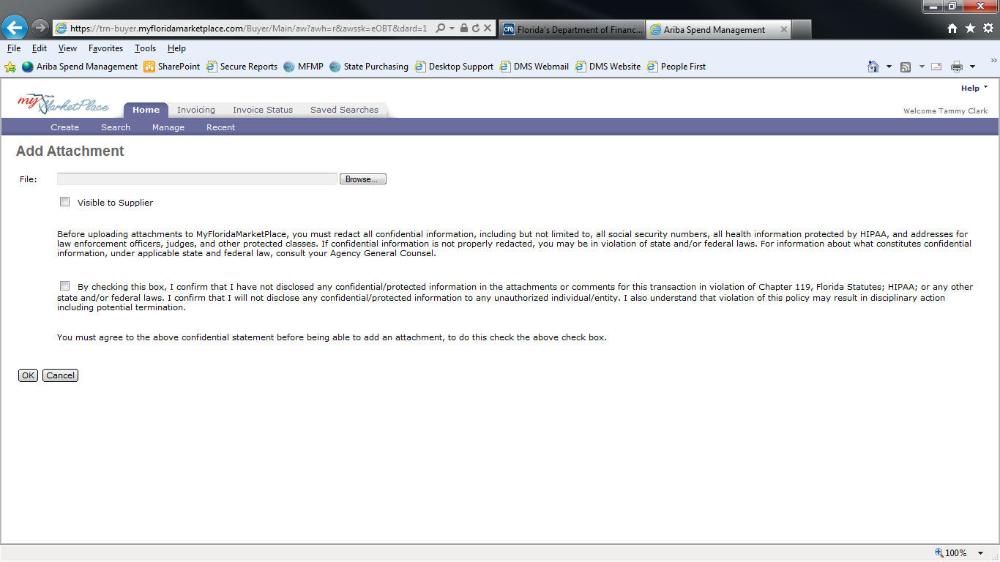 https://trn-buyer.myfloridamarketplace.com/Buyer/Main/aw?awh=r&awssk=eOBT&dard=1
Florida's Department of Financ...
Ariba Spend Management
File Edit View Favorites Tools Help
Ariba Spend Management SharePoint Secure Reports MFMP State Purchasing Desktop Support DMS Webmail DMS Website People First
Help
my Florida MarketPlace
Home Invoicing Invoice Status Saved Searches
Welcome Tammy Clark
Create Search Manage Recent
Add Attachment
File: Browse...
Visible to Supplier
Before uploading attachments to MyFloridaMarketPlace, you must redact all confidential information, including but not limited to, all social security numbers, all health information protected by HIPAA, and addresses for
law enforcement officers, judges, and other protected classes. If confidential information is not properly redacted, you may be in violation of state and/or federal laws. For information about what constitutes confidential
information, under applicable state and federal law, consult your Agency General Counsel.
By checking this box, I confirm that I have not disclosed any confidential/protected information in the attachments or comments for this transaction in violation of Chapter 119, Florida Statutes; HIPAA; or any other
state and/or federal laws. I confirm that I will not disclose any confidential/protected information to any unauthorized individual/entity. I also understand that violation of this policy may result in disciplinary action
including potential termination.
You must agree to the above confidential statement before being able to add an attachment, to do this check the above check box.
OK Cancel
100%